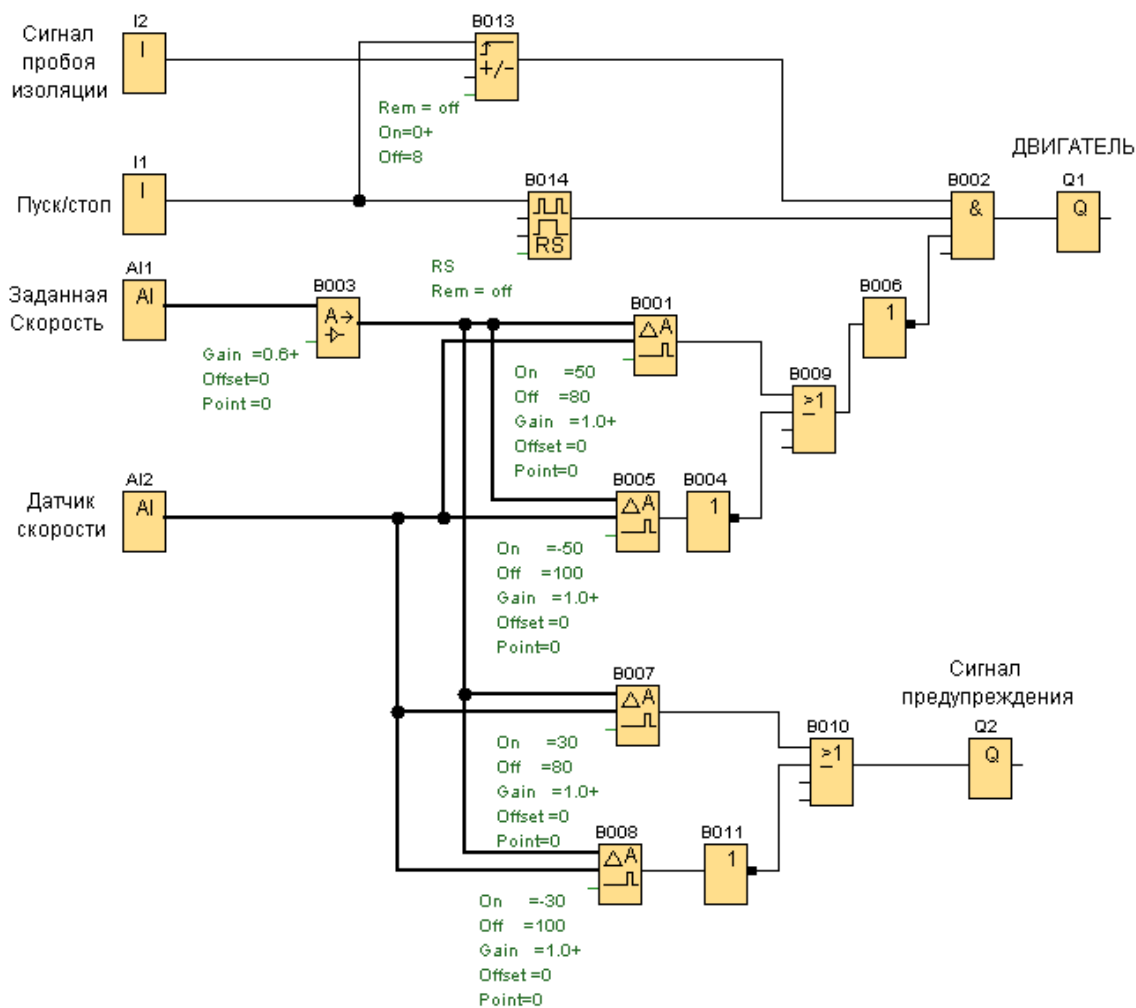 Сигнал
пробоя
изоляции
I2
I
B013
+/-
Rem = off
On=0+
Off=8
ДВИГАТЕЛЬ
Пуск/стоп
I1
I
B014
RS
RS
Rem = off
B002
&
Q1
Q
Заданная
Скорость
AI1
AI
B003
A→
Gain =0.6+
Offset=0
Point =0
B001
ΔA
On =50
Off =80
Gain =1.0+
Offset=0
Point=0
B006
1
B009
>1
Датчик
скорости
AI2
AI
B005
ΔA
On =-50
Off =100
Gain =1.0+
Offset=0
Point=0
B004
1
B007
ΔA
On =30
Off =80
Gain =1.0+
Offset=0
Point=0
Сигнал
предупреждения
B010
>1
Q2
Q
B008
ΔA
On =-30
Off =100
Gain =1.0+
Offset=0
Point=0
B011
1